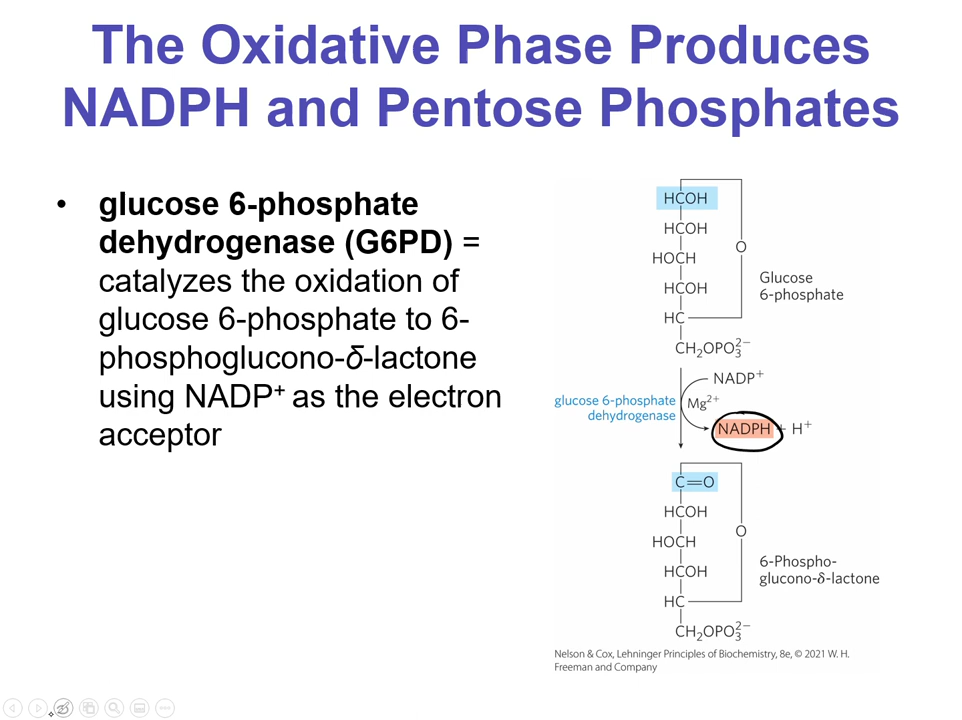 The Oxidative Phase Produces
NADPH and Pentose Phosphates
• glucose 6-phosphate
dehydrogenase (G6PD) =
catalyzes the oxidation of
glucose 6-phosphate to 6-
phosphoglucono-δ-lactone
using NADP⁺ as the electron
acceptor
HCOH
HCOH
O
HOCH
Glucose
6-phosphate
HCOH
HC
CH₂OPO₃²⁻
NADP⁺
glucose 6-phosphate
dehydrogenase
Mg²⁺
NADPH + H⁺
C=O
HCOH
O
HOCH
6-Phospho-
glucono-δ-lactone
HCOH
HC
CH₂OPO₃²⁻
Nelson & Cox, Lehninger Principles of Biochemistry, 8e, © 2021 W. H.
Freeman and Company